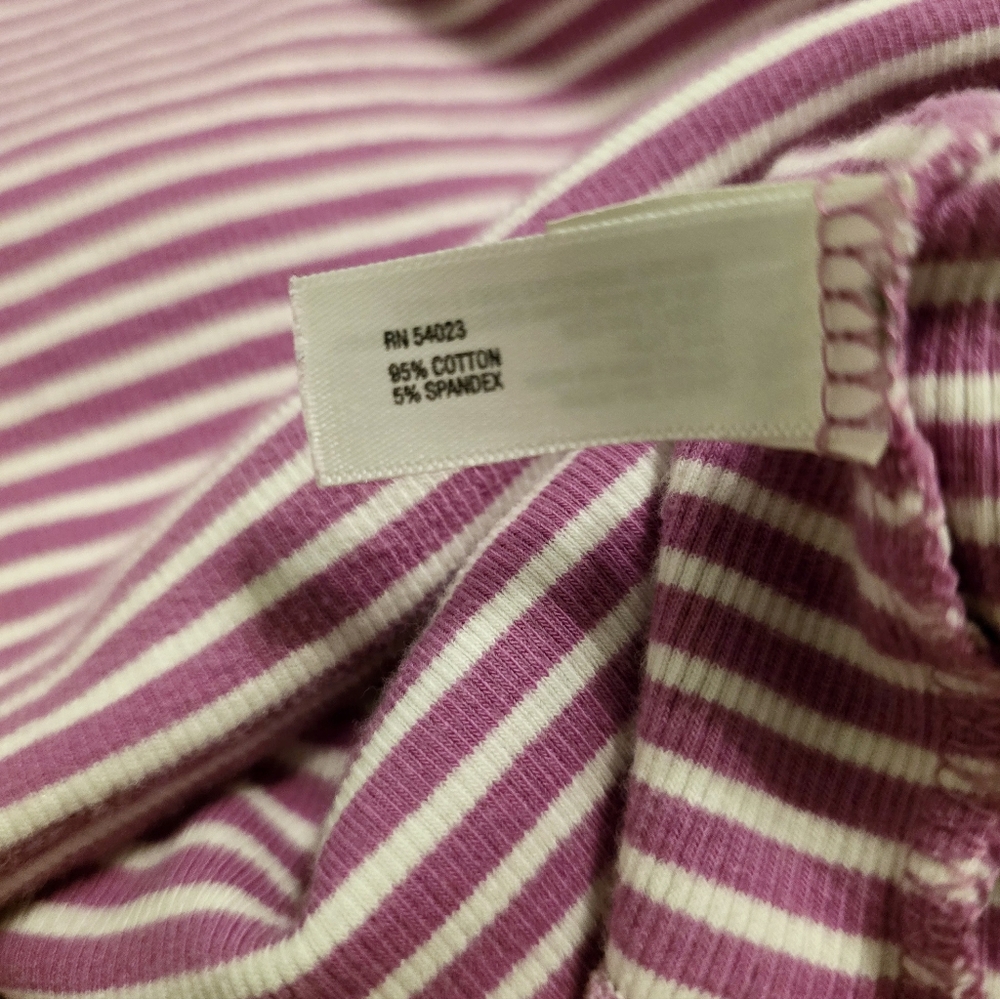 RN 54023
95% COTTON
5% SPANDEX